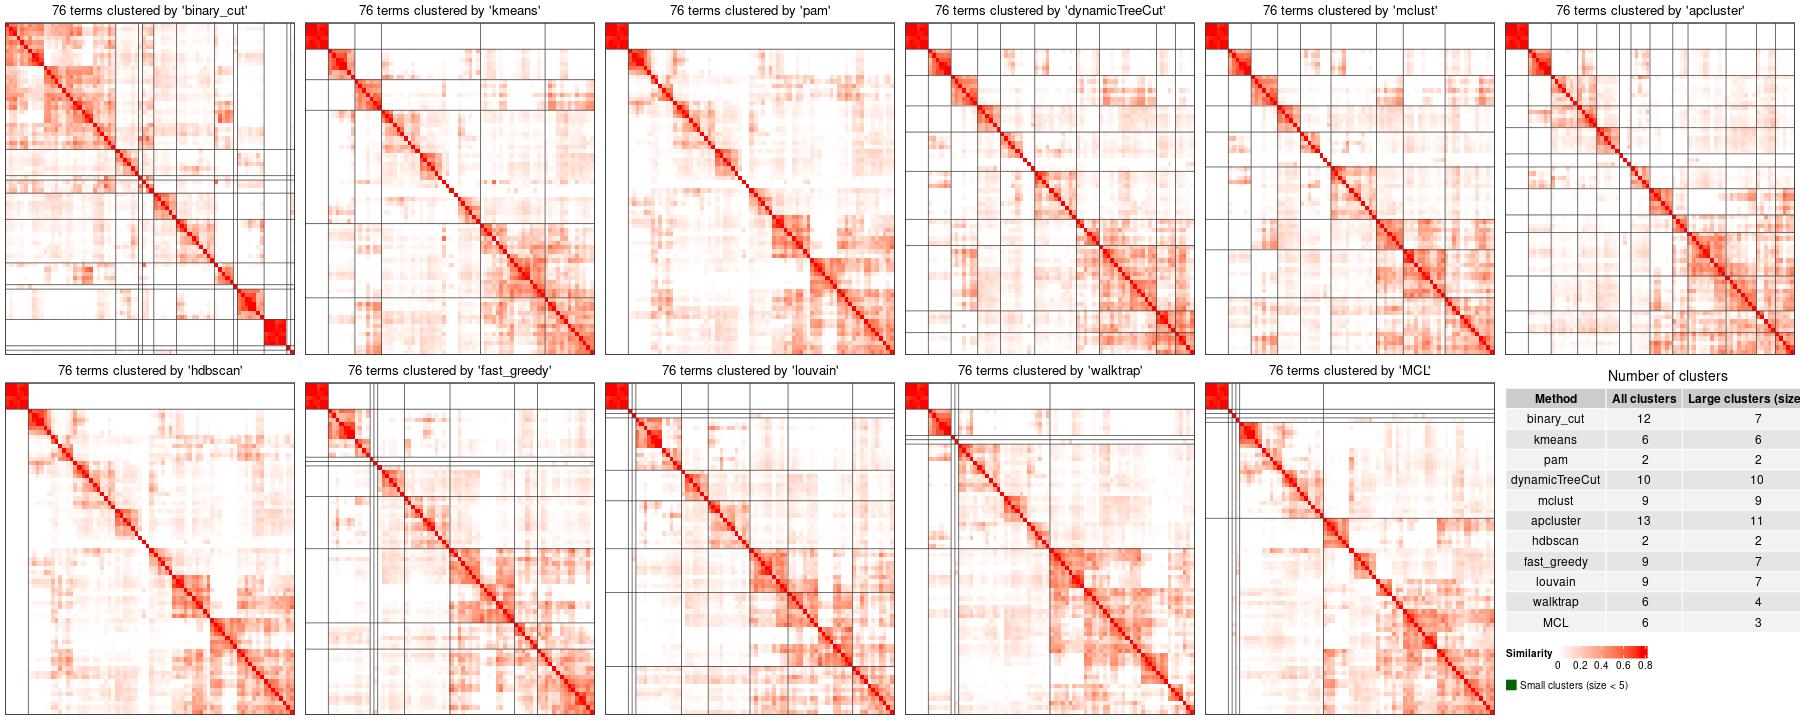 76 terms clustered by 'binary_cut'
76 terms clustered by 'kmeans'
76 terms clustered by 'pam'
76 terms clustered by 'dynamicTreeCut'
76 terms clustered by 'mclust'
76 terms clustered by 'apcluster'
76 terms clustered by 'hdbscan'
76 terms clustered by 'fast_greedy'
76 terms clustered by 'louvain'
76 terms clustered by 'walktrap'
76 terms clustered by 'MCL'
Number of clusters
Method All clusters Large clusters (size
binary_cut 12 7
kmeans 6 6
pam 2 2
dynamicTreeCut 10 10
mclust 9 9
apcluster 13 11
hdbscan 2 2
fast_greedy 9 7
louvain 9 7
walktrap 6 4
MCL 6 3
Similarity
0 0.2 0.4 0.6 0.8
Small clusters (size < 5)